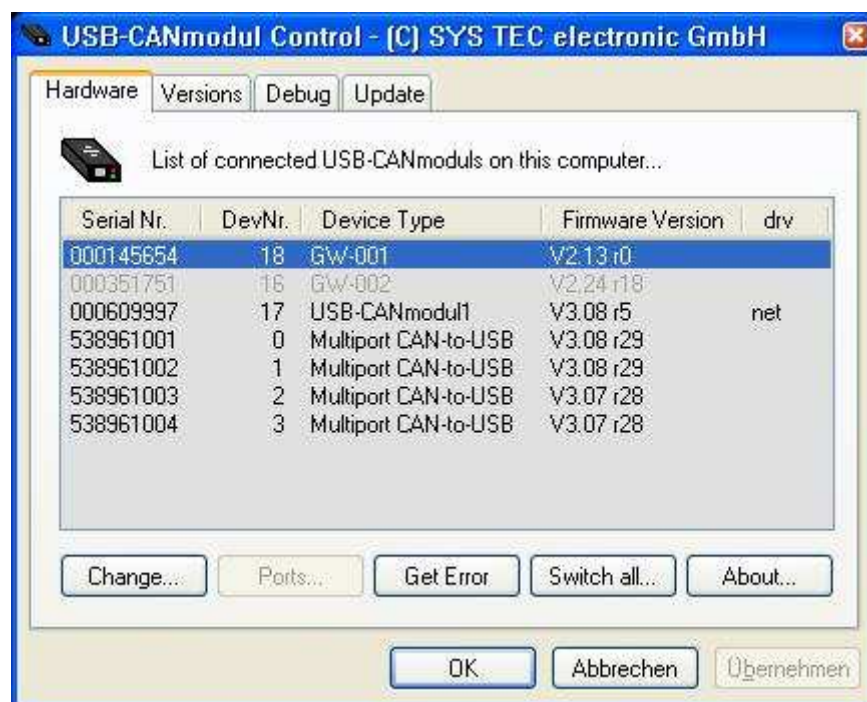 USB-CANmodul Control - (C) SYS TEC electronic GmbH
Hardware Versions Debug Update
List of connected USB-CANmoduls on this computer...
Serial Nr. DevNr. Device Type Firmware Version drv
000145654 18 GW-001 V2.13 r0
000351751 16 GW-002 V2.24 r18
000609997 17 USB-CANmodul1 V3.08 r5 net
538961001 0 Multiport CAN-to-USB V3.08 r29
538961002 1 Multiport CAN-to-USB V3.08 r29
538961003 2 Multiport CAN-to-USB V3.07 r28
538961004 3 Multiport CAN-to-USB V3.07 r28
Change... Ports... Get Error Switch all... About...
OK Abbrechen Übernehmen